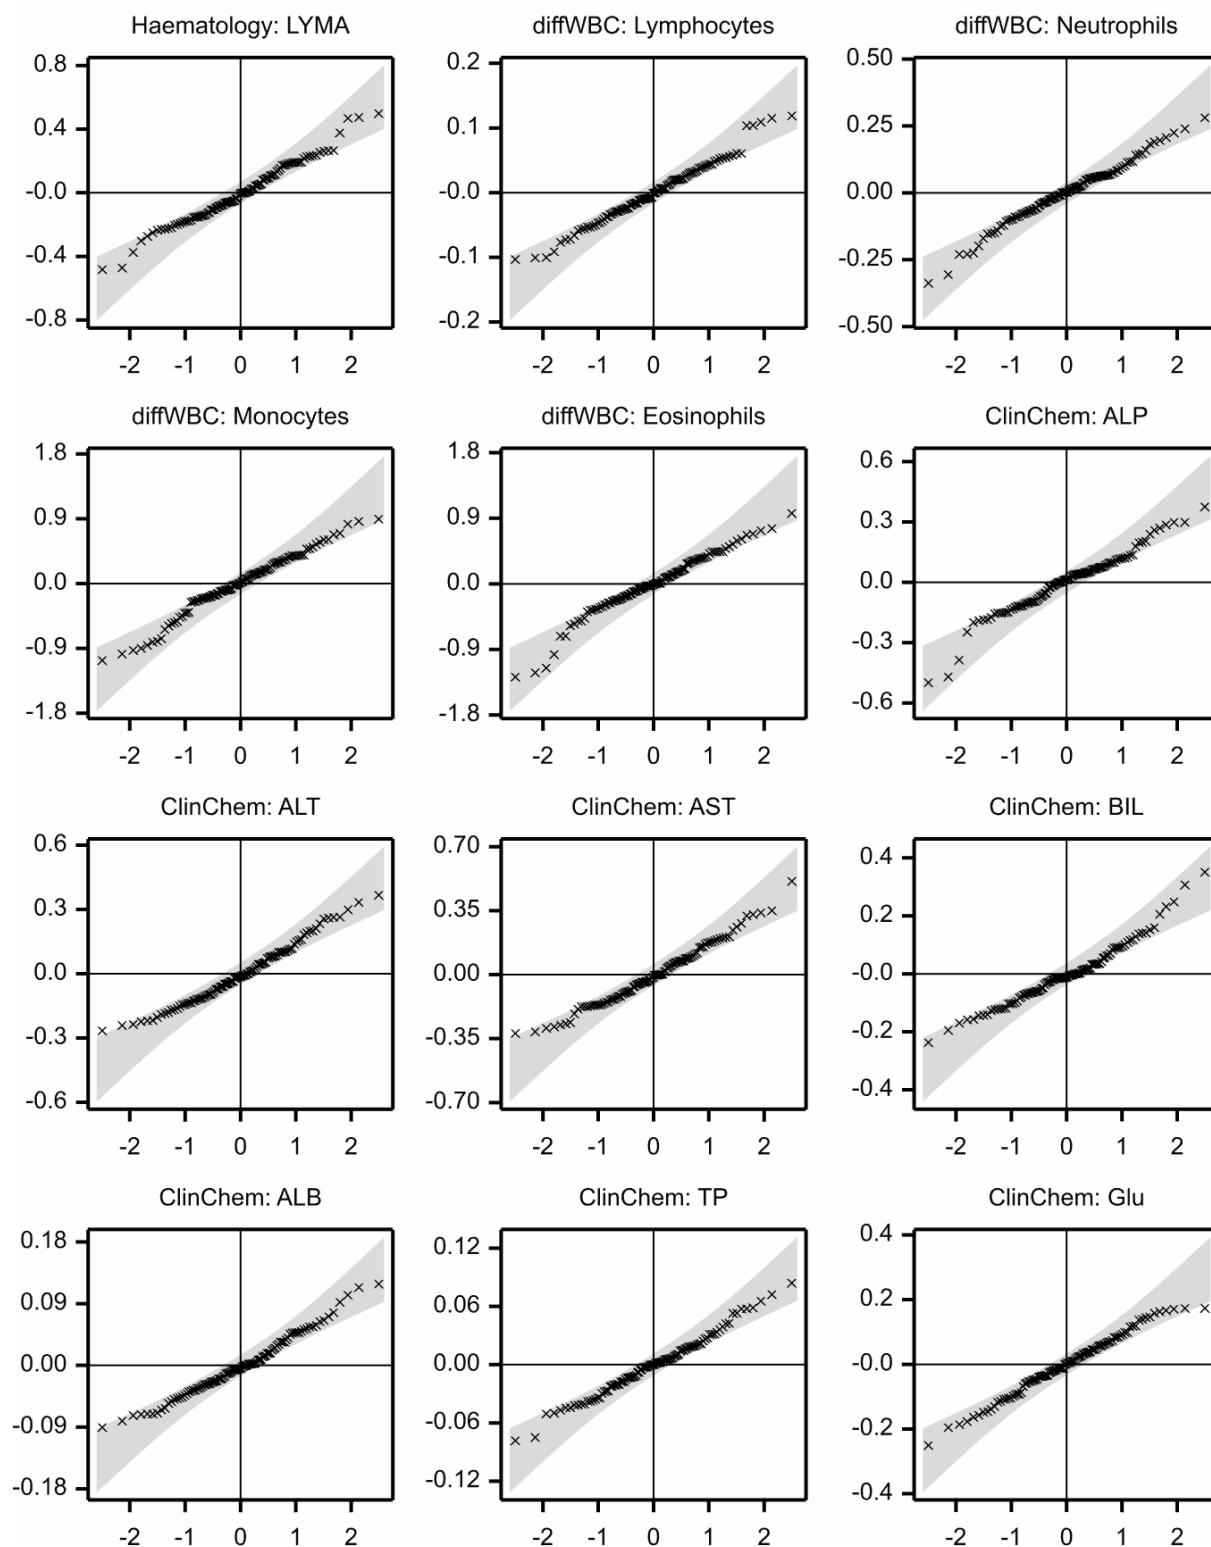 Haematology: LYMA diffWBC: Lymphocytes diffWBC: Neutrophils
0.8 0.2 0.50
0.4 0.1 0.25
-0.0 -0.0 0.00
-0.4 -0.1 -0.25
-0.8 -0.2 -0.50
-2 -1 0 1 2 -2 -1 0 1 2 -2 -1 0 1 2
diffWBC: Monocytes diffWBC: Eosinophils ClinChem: ALP
1.8 1.8 0.6
0.9 0.9 0.3
0.0 0.0 0.0
-0.9 -0.9 -0.3
-1.8 -1.8 -0.6
-2 -1 0 1 2 -2 -1 0 1 2 -2 -1 0 1 2
ClinChem: ALT ClinChem: AST ClinChem: BIL
0.6 0.70 0.4
0.3 0.35 0.2
0.0 0.00 -0.0
-0.3 -0.35 -0.2
-0.6 -0.70 -0.4
-2 -1 0 1 2 -2 -1 0 1 2 -2 -1 0 1 2
ClinChem: ALB ClinChem: TP ClinChem: Glu
0.18 0.12 0.4
0.09 0.06 0.2
0.00 0.00 -0.0
-0.09 -0.06 -0.2
-0.18 -0.12 -0.4
-2 -1 0 1 2 -2 -1 0 1 2 -2 -1 0 1 2